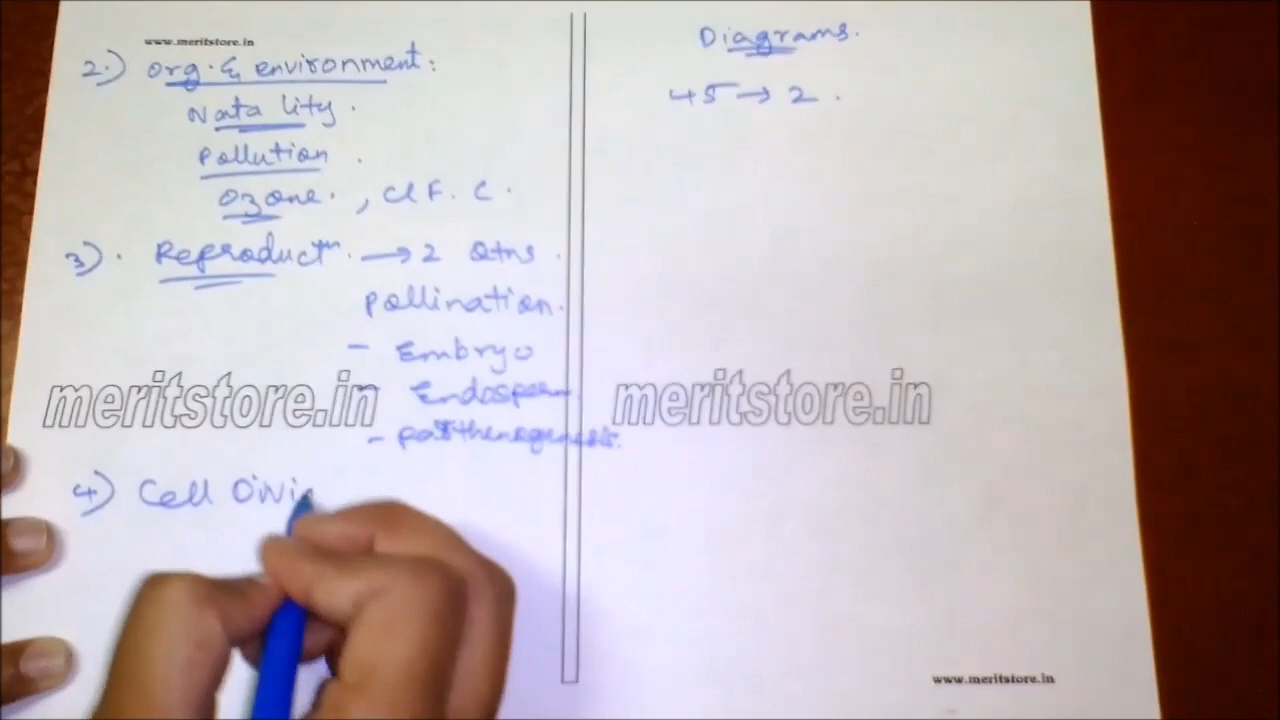 www.meritstore.in
2.) Org. & environment:
Natality.
Pollution.
Ozone., ClF.C.
3). Reproductn. → 2 Qtns.
Pollination.
- Embryo
Endosperm
- parthenogenesis.
meritstore.in
4) Cell Divi
Diagrams.
45 → 2.
meritstore.in
www.meritstore.in